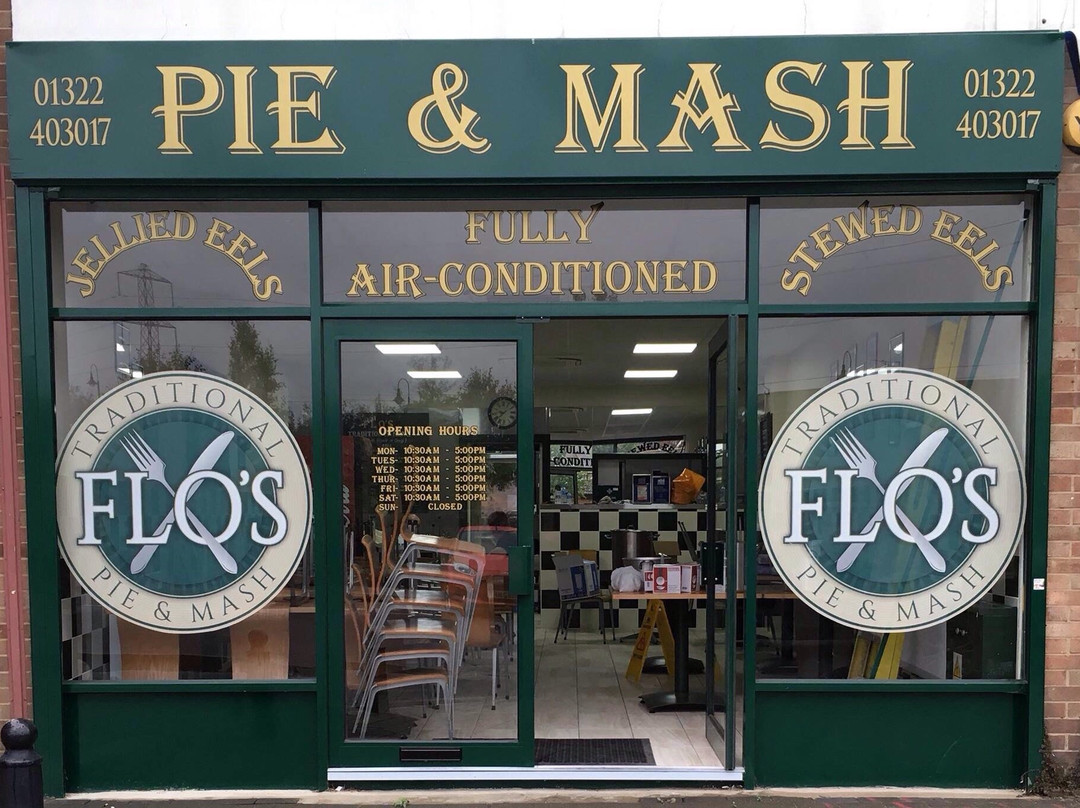 01322
403017
PIE & MASH
01322
403017
JELLIED EELS
FULLY
AIR-CONDITIONED
STEWED EELS
TRADITIONAL
FLO'S
PIE & MASH
OPENING HOURS
MON- 10:30AM - 5:00PM
TUES- 10:30AM - 5:00PM
WED- 10:30AM - 5:00PM
THUR- 10:30AM - 5:00PM
FRI- 10:30AM - 5:00PM
SAT- 10:30AM - 5:00PM
SUN- CLOSED
FULLY
CONDIT
TRADITIONAL
FLO'S
PIE & MASH